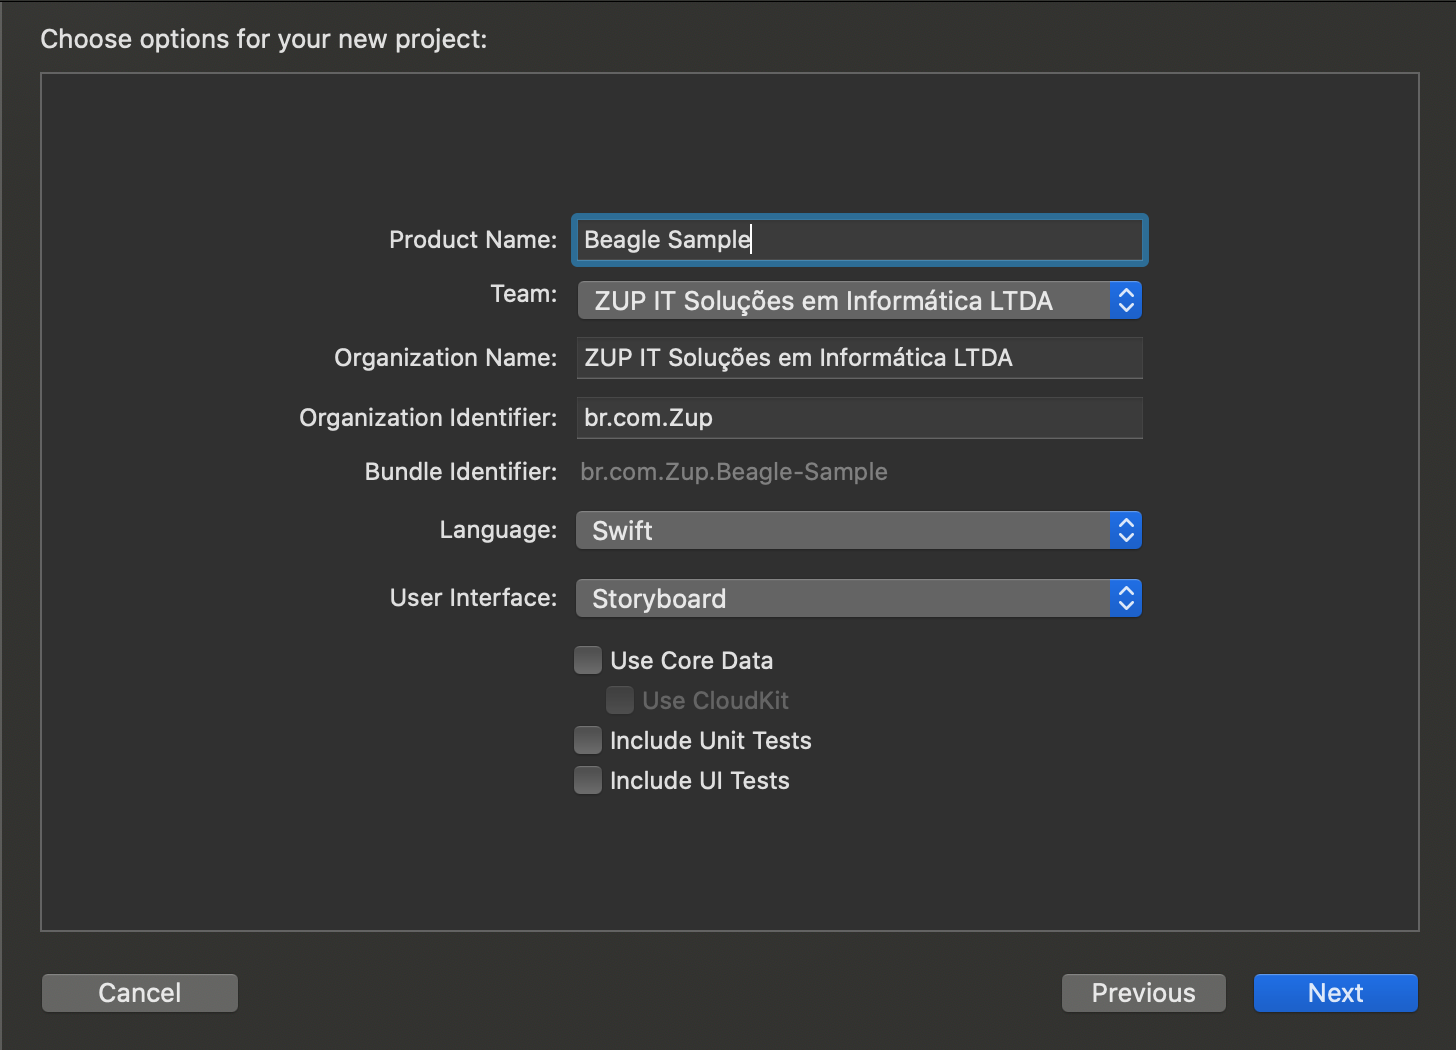 Choose options for your new project:
Product Name: Beagle Sample
Team: ZUP IT Soluções em Informática LTDA
Organization Name: ZUP IT Soluções em Informática LTDA
Organization Identifier: br.com.Zup
Bundle Identifier: br.com.Zup.Beagle-Sample
Language: Swift
User Interface: Storyboard
Use Core Data
Use CloudKit
Include Unit Tests
Include UI Tests
Cancel Previous Next